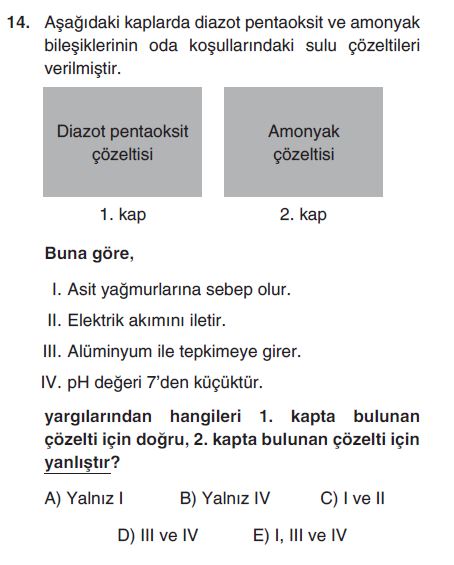 14. Aşağıdaki kaplarda diazot pentaoksit ve amonyak
bileşiklerinin oda koşullarındaki sulu çözeltileri
verilmiştir.
Diazot pentaoksit
çözeltisi
Amonyak
çözeltisi
1. kap
2. kap
Buna göre,
I. Asit yağmurlarına sebep olur.
II. Elektrik akımını iletir.
III. Alüminyum ile tepkimeye girer.
IV. pH değeri 7'den küçüktür.
yargılarından hangileri 1. kapta bulunan
çözelti için doğru, 2. kapta bulunan çözelti için
yanlıştır?
A) Yalnız I B) Yalnız IV C) I ve II
D) III ve IV E) I, III ve IV